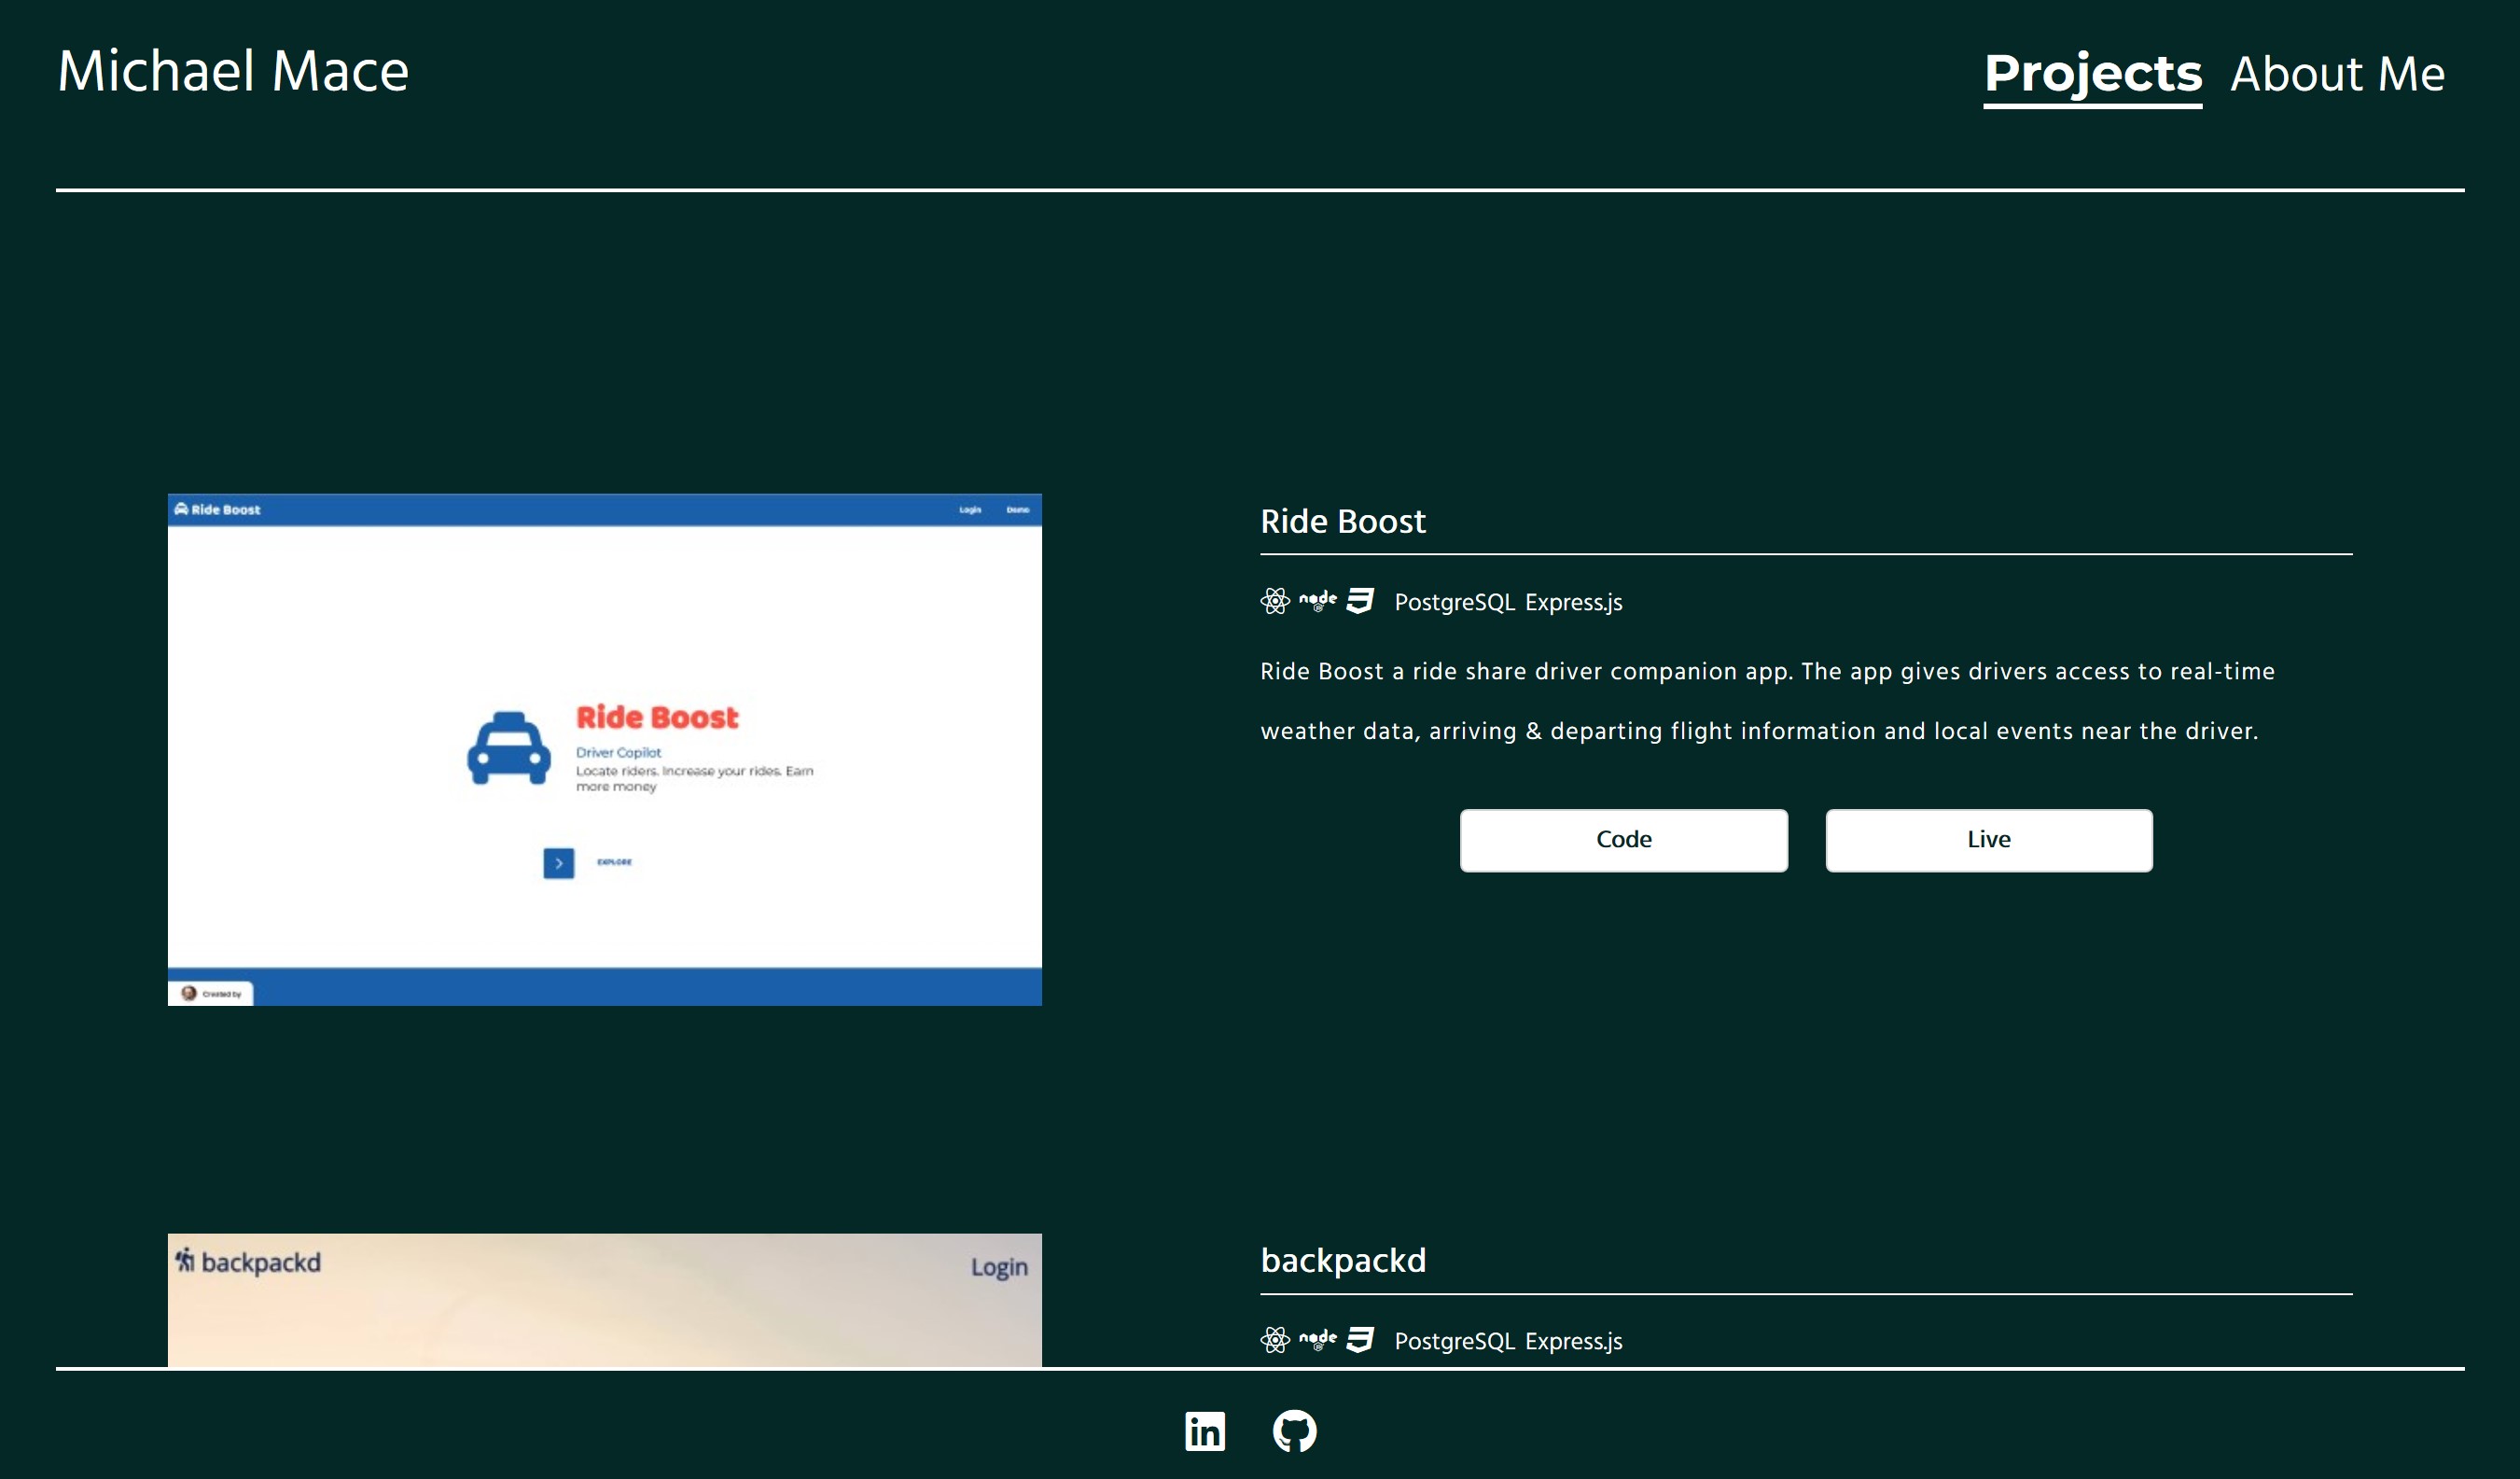 Michael Mace
Projects About Me
Ride Boost
Login Demo
Ride Boost
Driver Copilot
Locate riders. Increase your rides. Earn
more money
EXPLORE
Created by
Ride Boost
node PostgreSQL Express.js
Ride Boost a ride share driver companion app. The app gives drivers access to real-time
weather data, arriving & departing flight information and local events near the driver.
Code Live
backpackd Login
backpackd
node PostgreSQL Express.js
in